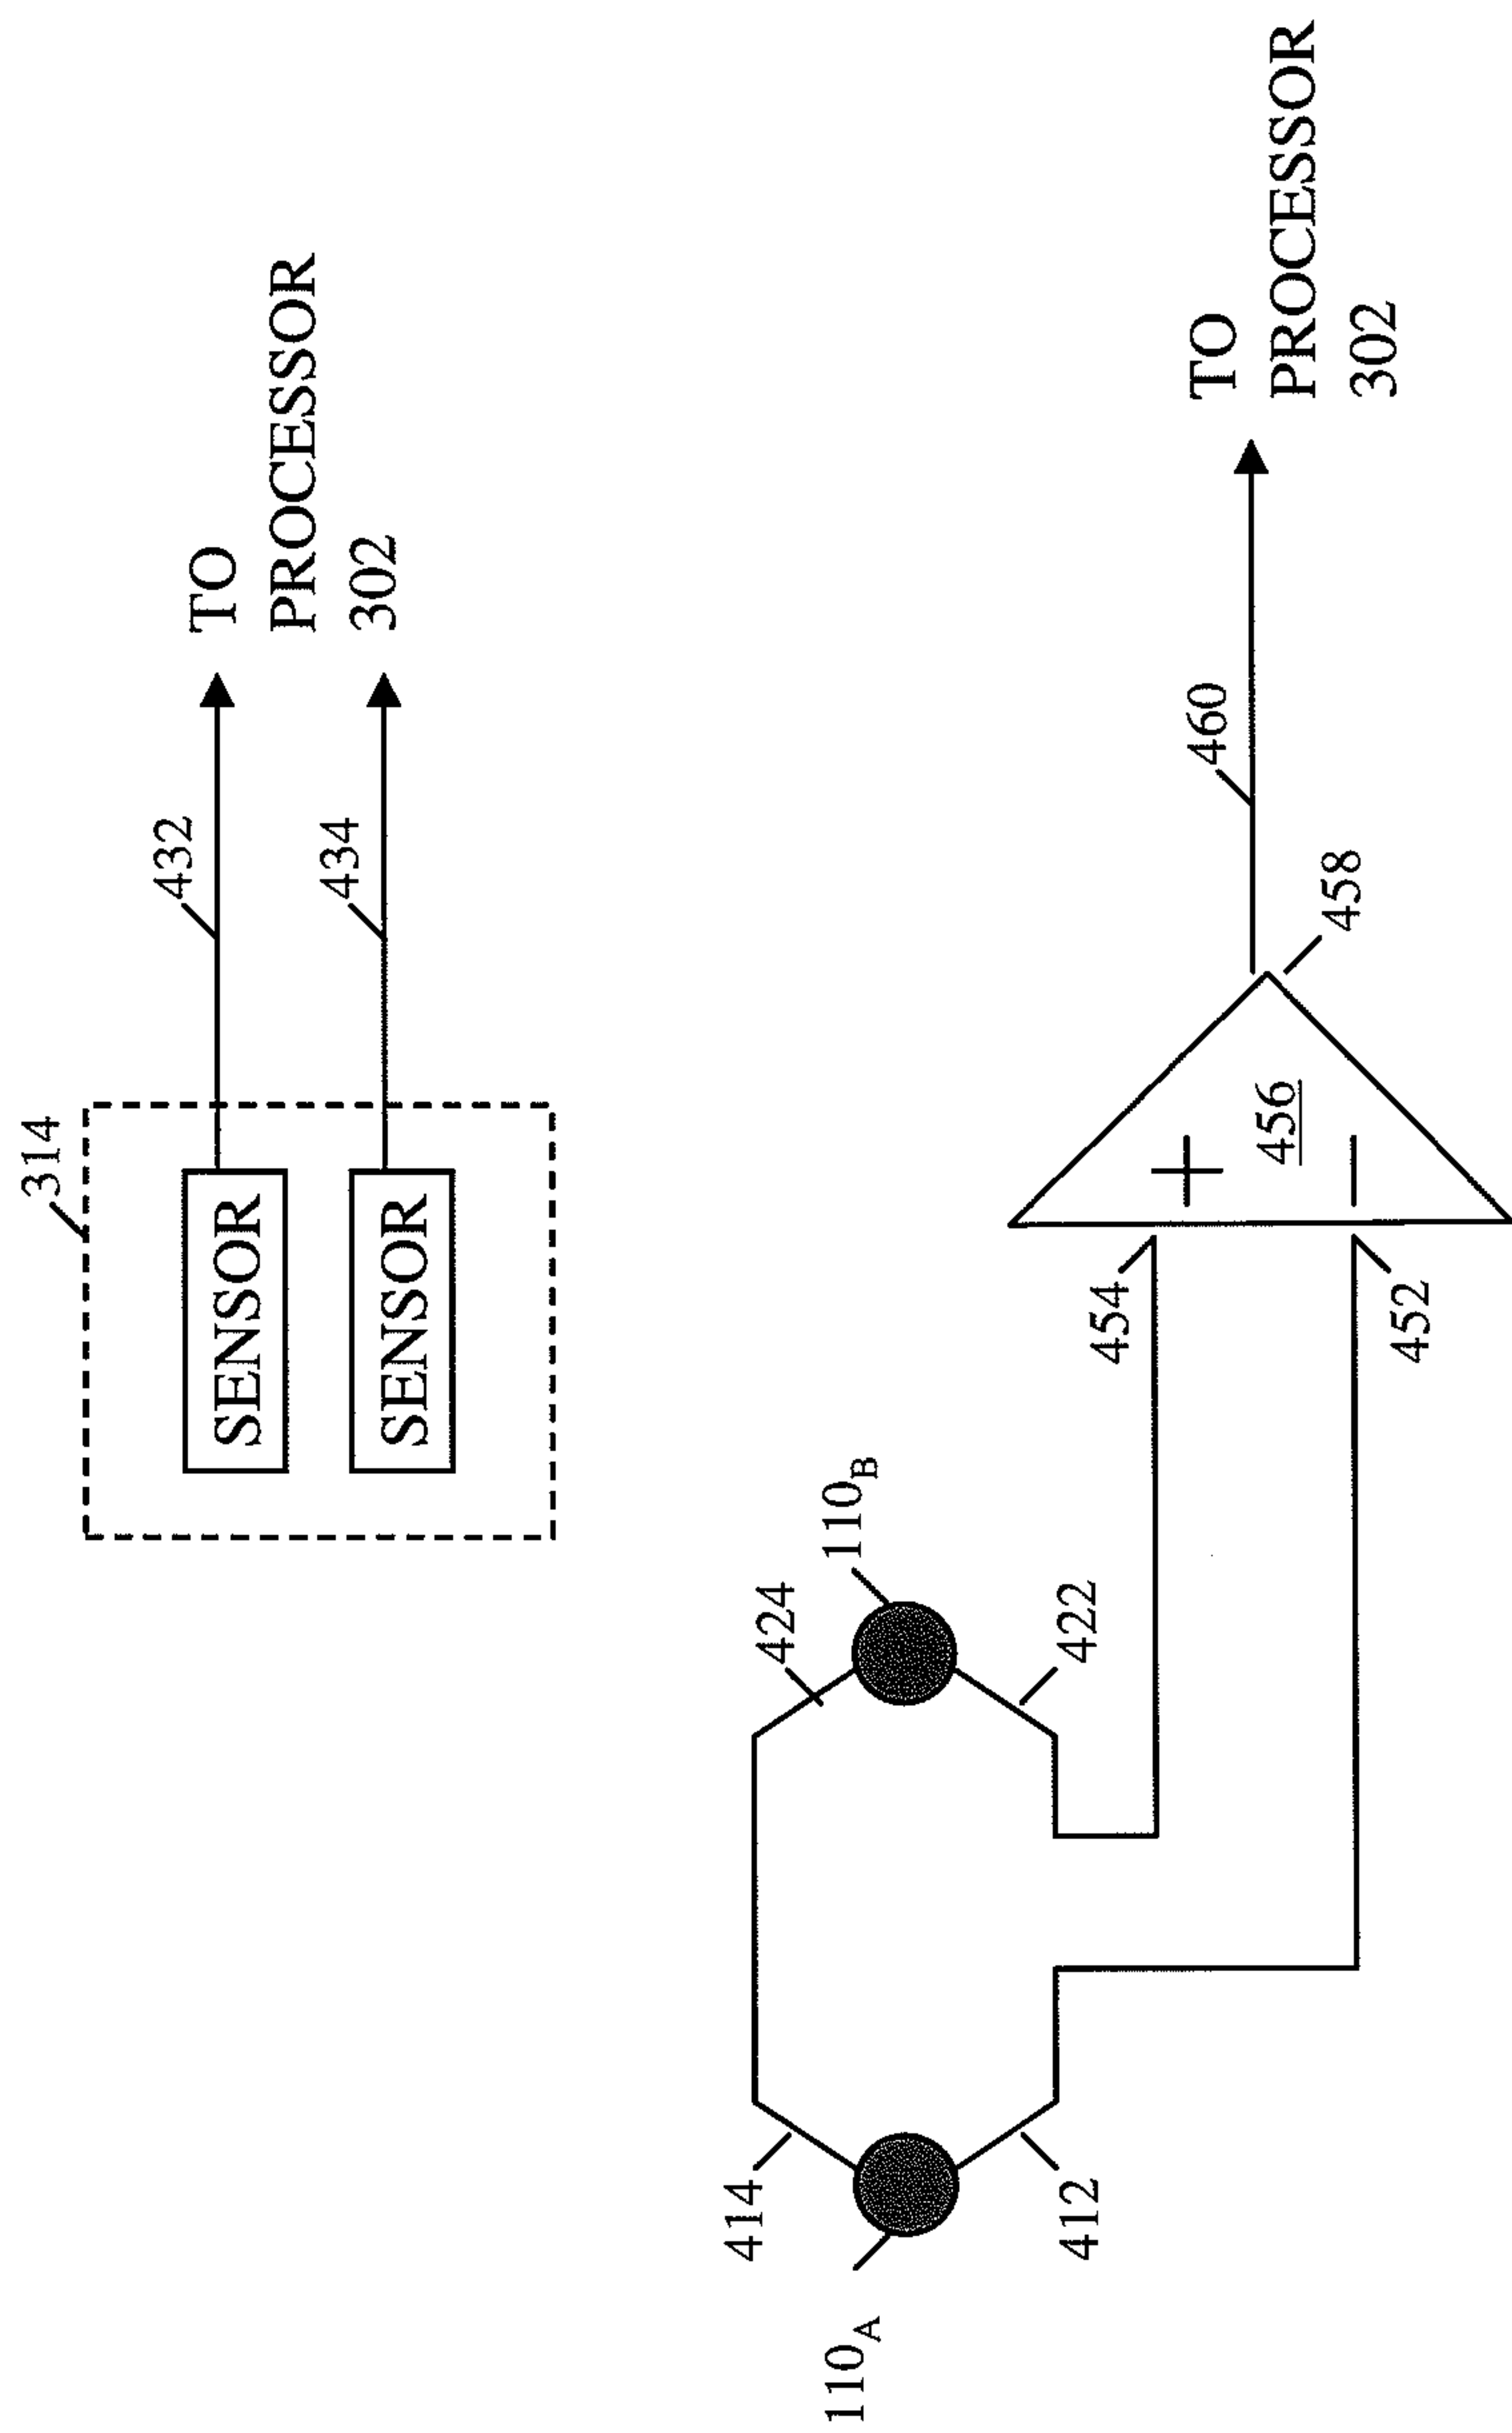 314
SENSOR
SENSOR
432
434
TO
PROCESSOR
302
110A
414
412
424
110B
422
454
452
456
+
−
458
460
TO
PROCESSOR
302